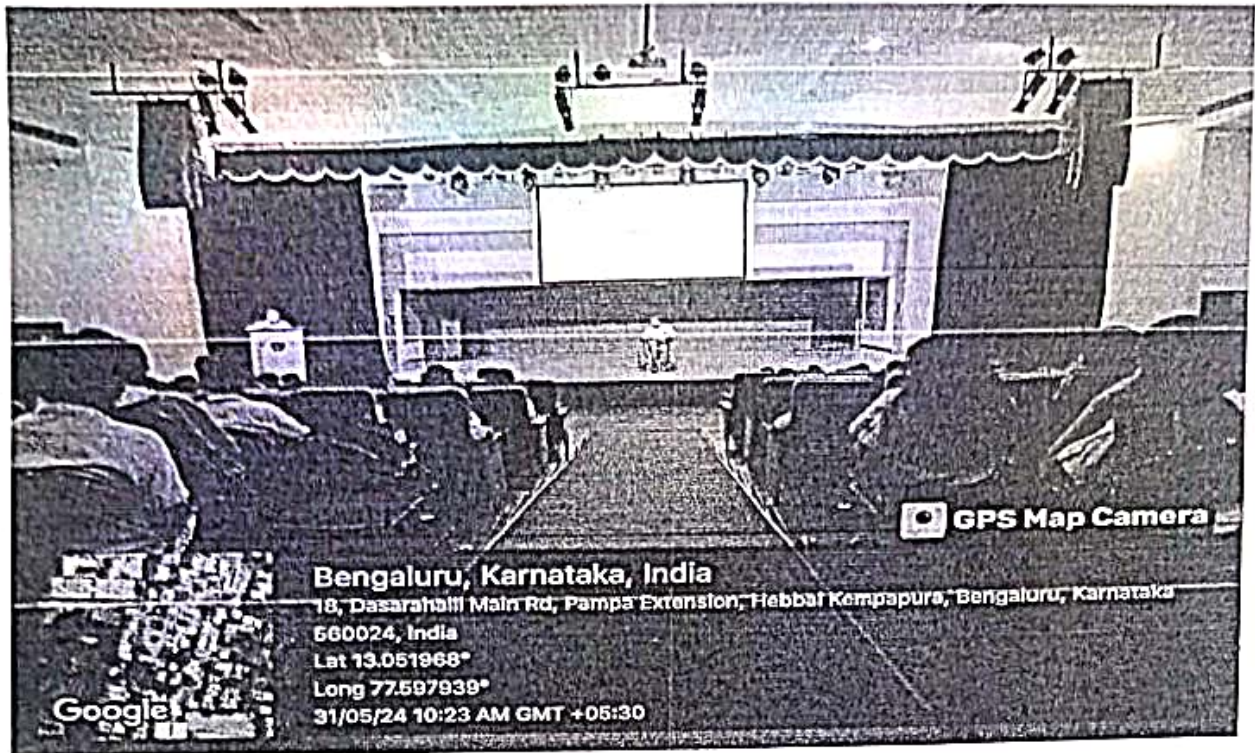 GPS Map Camera
Bengaluru, Karnataka, India
18, Dasarahalli Main Rd, Pampa Extension, Hebbal Kempapura, Bengaluru, Karnataka
560024, India
Lat 13.051968°
Long 77.597939°
31/05/24 10:23 AM GMT +05:30
Google